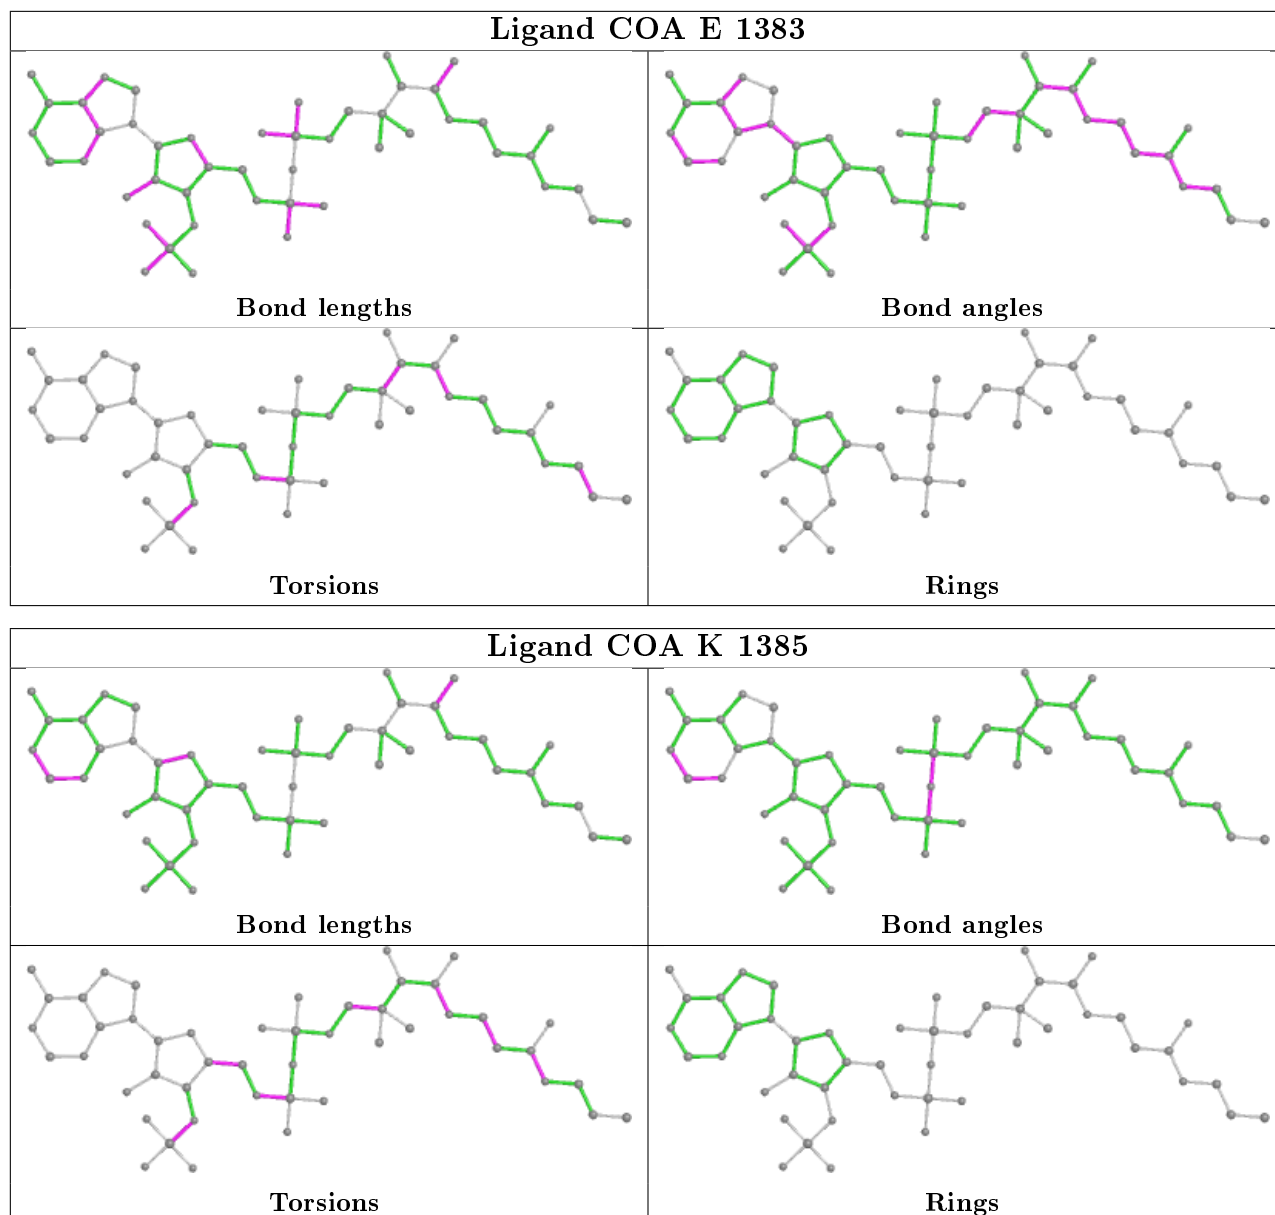 Ligand COA E 1383
Bond lengths
Bond angles
Torsions
Rings
Ligand COA K 1385
Bond lengths
Bond angles
Torsions
Rings